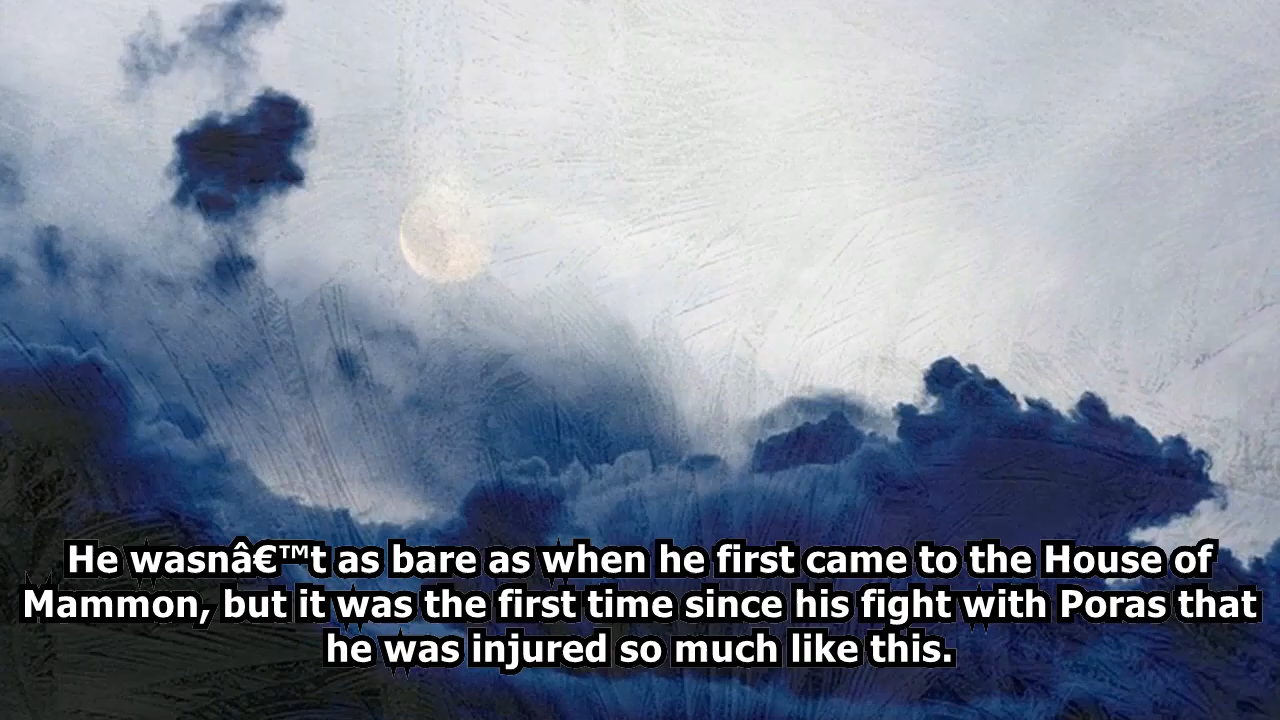 He wasnâ€™t as bare as when he first came to the House of
Mammon, but it was the first time since his fight with Poras that
he was injured so much like this.